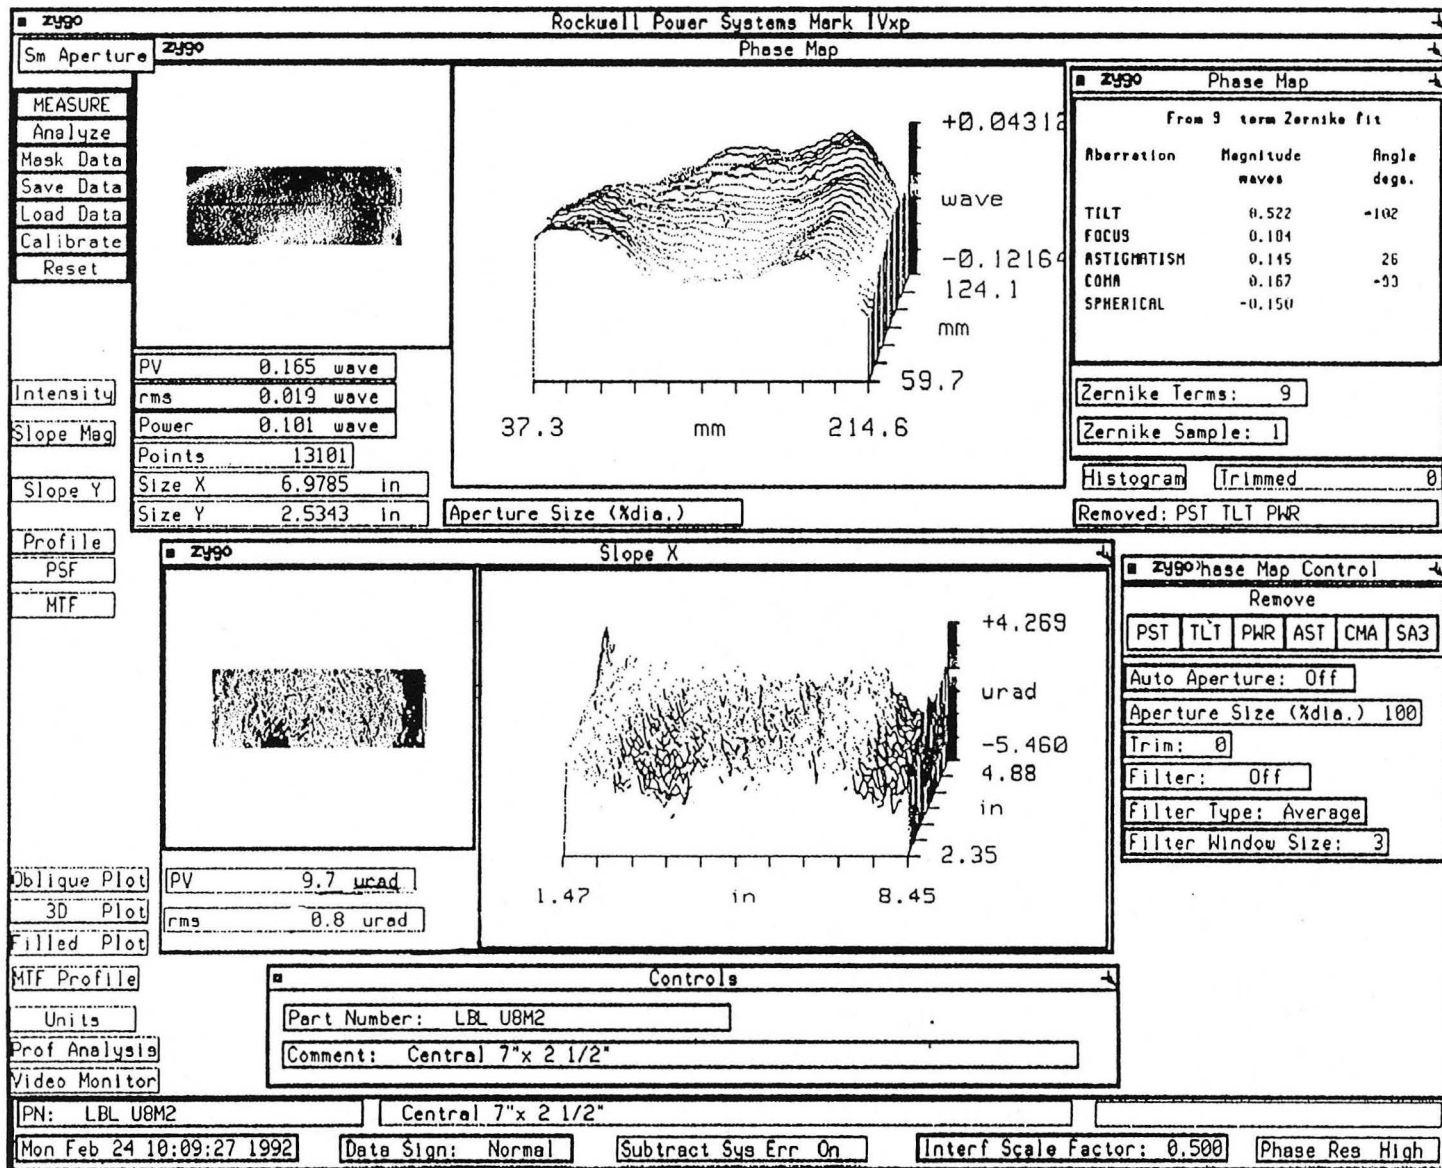 zygo Rockwell Power Systems Mark IVxp
Sm Aperture
zygo Phase Map
MEASURE
Analyze
Mask Data
Save Data
Load Data
Calibrate
Reset
Intensity
Slope Mag
Slope Y
Profile
PSF
MTF
Oblique Plot
3D Plot
Filled Plot
MTF Profile
Units
Prof Analysis
Video Monitor
+0.04312
wave
-0.12164
124.1
mm
59.7
37.3 mm 214.6
PV 0.165 wave
rms 0.019 wave
Power 0.101 wave
Points 13101
Size X 6.9785 in
Size Y 2.5343 in
Aperture Size (%dia.)
zygo Phase Map
From 9 term Zernike fit
Aberration Magnitude Angle
waves degs.
TILT 0.522 -102
FOCUS 0.104
ASTIGMATISM 0.145 26
COMA 0.167 -93
SPHERICAL -0.150
Zernike Terms: 9
Zernike Sample: 1
Histogram Trimmed 0
Removed: PST TLT PWR
zygo Slope X
+4.269
urad
-5.460
4.88
in
2.35
1.47 in 8.45
PV 9.7 urad
rms 0.8 urad
zygo Phase Map Control
Remove
PST TLT PWR AST CMA SA3
Auto Aperture: Off
Aperture Size (%dia.) 100
Trim: 0
Filter: Off
Filter Type: Average
Filter Window Size: 3
Controls
Part Number: LBL U8M2
Comment: Central 7"x 2 1/2"
PN: LBL U8M2 Central 7"x 2 1/2"
Mon Feb 24 10:09:27 1992 Data Sign: Normal Subtract Sys Err On Interf Scale Factor: 0.500 Phase Res High